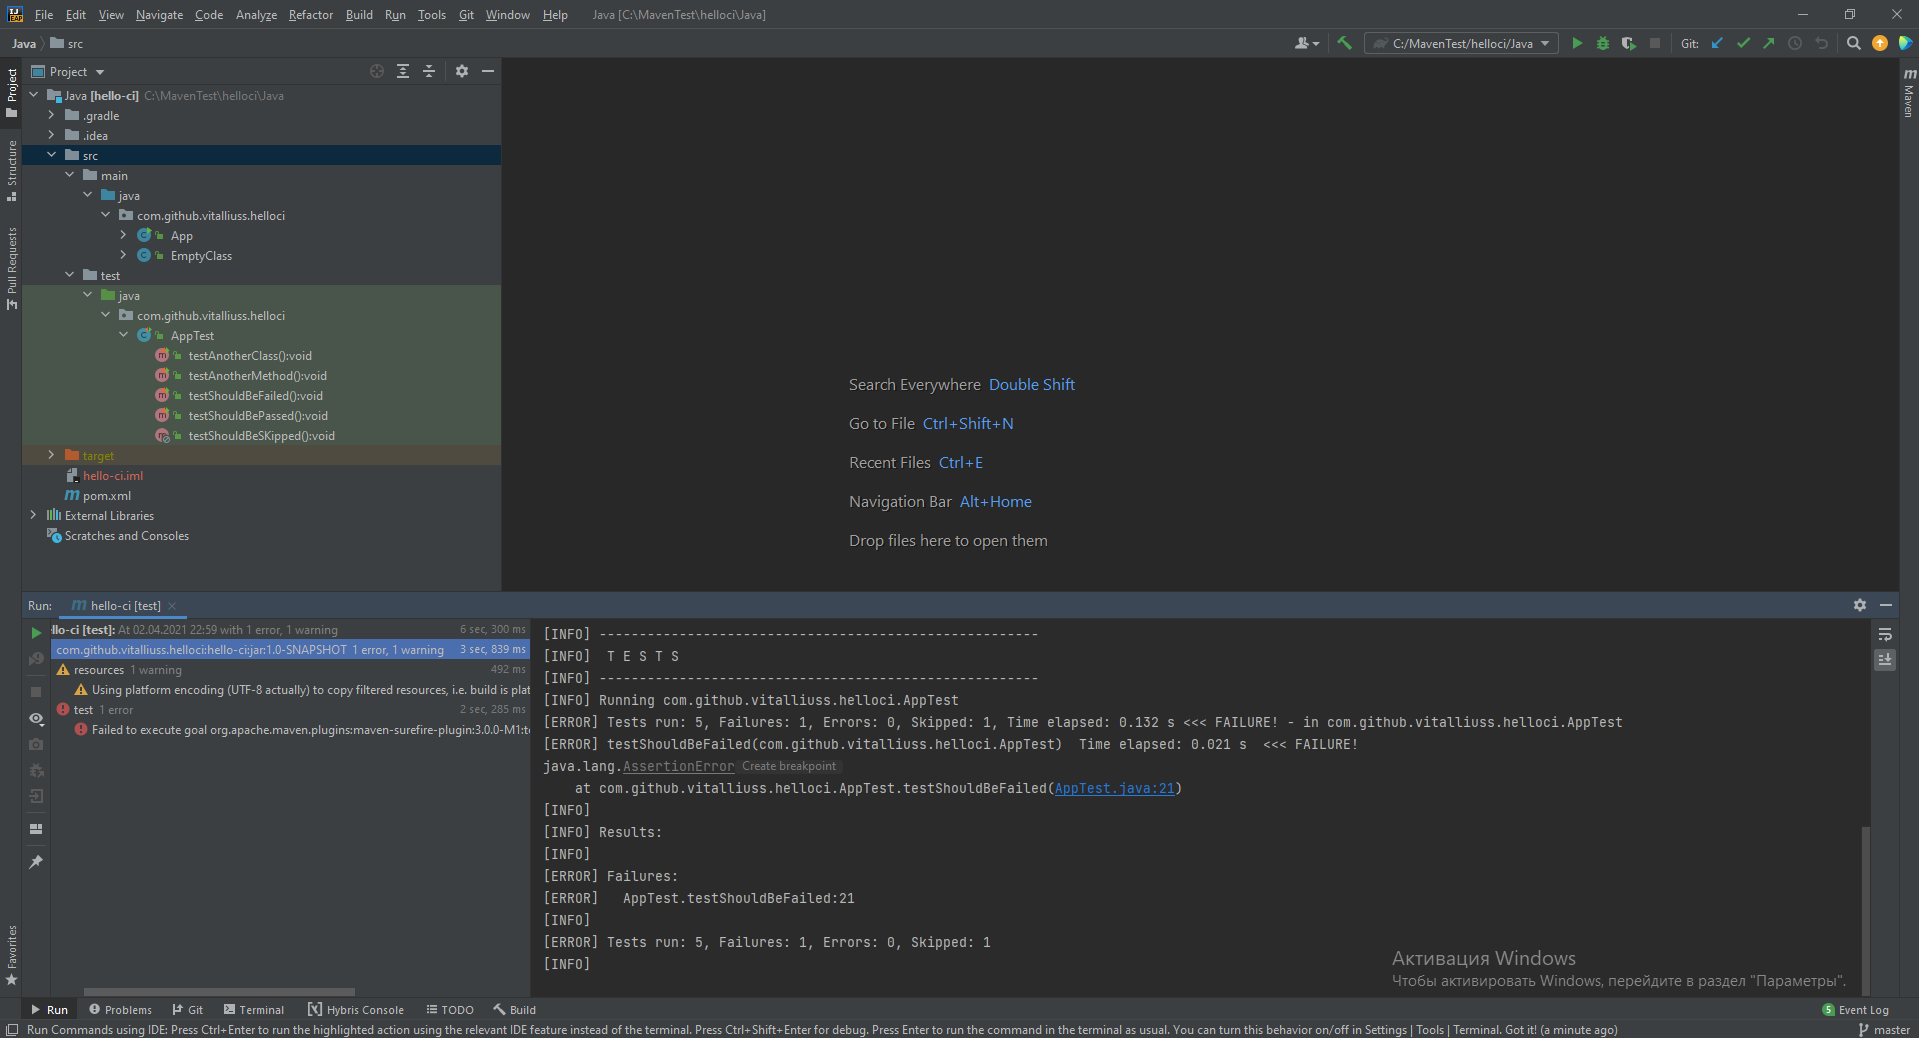 File Edit View Navigate Code Analyze Refactor Build Run Tools Git Window Help Java [C:\MavenTest\helloci\Java]
Java src
C:/MavenTest/helloci/Java
Git:
Project
Structure
Pull Requests
Favorites
Maven
Project
Java [hello-ci] C:\MavenTest\helloci\Java
.gradle
.idea
src
main
java
com.github.vitalliuss.helloci
App
EmptyClass
test
java
com.github.vitalliuss.helloci
AppTest
testAnotherClass():void
testAnotherMethod():void
testShouldBeFailed():void
testShouldBePassed():void
testShouldBeSKipped():void
target
hello-ci.iml
pom.xml
External Libraries
Scratches and Consoles
Search Everywhere Double Shift
Go to File Ctrl+Shift+N
Recent Files Ctrl+E
Navigation Bar Alt+Home
Drop files here to open them
Run: hello-ci [test]
llo-ci [test]: At 02.04.2021 22:59 with 1 error, 1 warning 6 sec, 300 ms
com.github.vitalliuss.helloci:hello-ci:jar:1.0-SNAPSHOT 1 error, 1 warning 3 sec, 839 ms
resources 1 warning 492 ms
Using platform encoding (UTF-8 actually) to copy filtered resources, i.e. build is plat
test 1 error 2 sec, 285 ms
Failed to execute goal org.apache.maven.plugins:maven-surefire-plugin:3.0.0-M1:te
[INFO] -------------------------------------------------------
[INFO]  T E S T S
[INFO] -------------------------------------------------------
[INFO] Running com.github.vitalliuss.helloci.AppTest
[ERROR] Tests run: 5, Failures: 1, Errors: 0, Skipped: 1, Time elapsed: 0.132 s <<< FAILURE! - in com.github.vitalliuss.helloci.AppTest
[ERROR] testShouldBeFailed(com.github.vitalliuss.helloci.AppTest)  Time elapsed: 0.021 s  <<< FAILURE!
java.lang.AssertionError Create breakpoint
at com.github.vitalliuss.helloci.AppTest.testShouldBeFailed(AppTest.java:21)
[INFO]
[INFO] Results:
[INFO]
[ERROR] Failures:
[ERROR]   AppTest.testShouldBeFailed:21
[INFO]
[ERROR] Tests run: 5, Failures: 1, Errors: 0, Skipped: 1
[INFO]
Активация Windows
Чтобы активировать Windows, перейдите в раздел "Параметры".
Run Problems Git Terminal Hybris Console TODO Build 5 Event Log
Run Commands using IDE: Press Ctrl+Enter to run the highlighted action using the relevant IDE feature instead of the terminal. Press Ctrl+Shift+Enter for debug. Press Enter to run the command in the terminal as usual. You can turn this behavior on/off in Settings | Tools | Terminal. Got it! (a minute ago) master